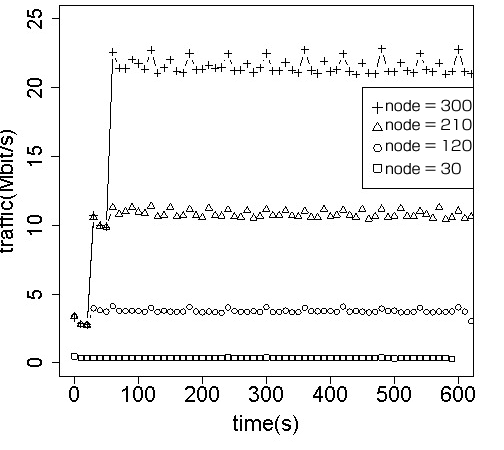 25
20
15
10
5
0
traffic(Mbit/s)
node = 300
node = 210
node = 120
node = 30
0 100 200 300 400 500 600
time(s)